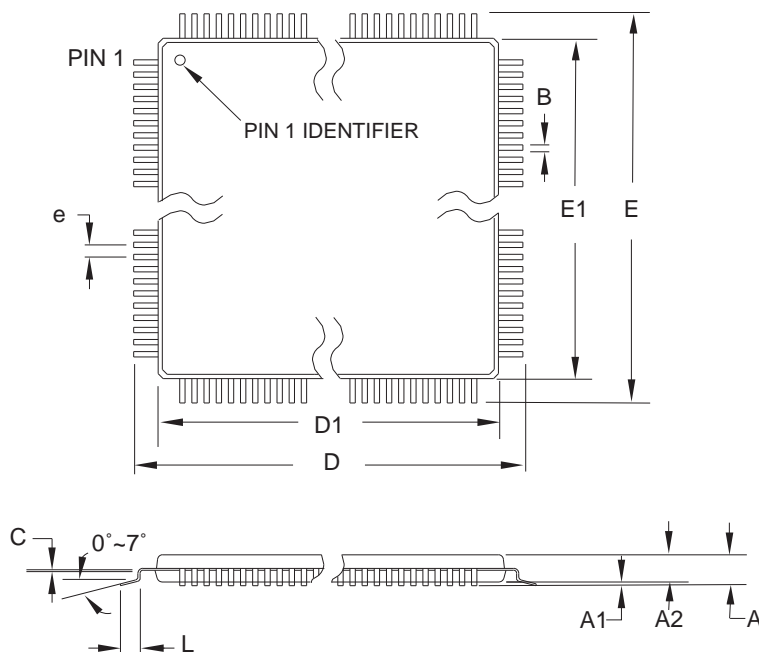 PIN 1
PIN 1 IDENTIFIER
B
e
E1
E
D1
D
C
0°~7°
L
A1
A2
A